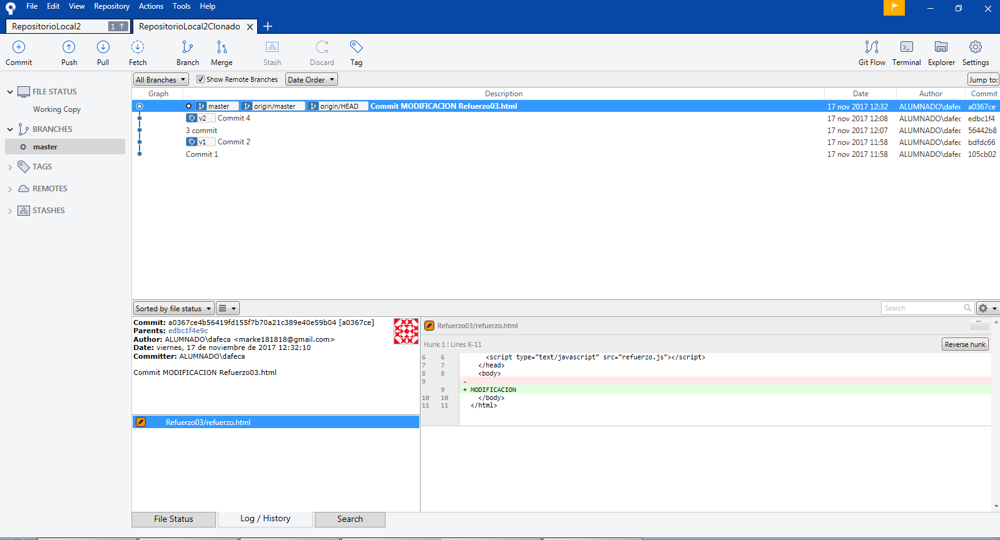 File Edit View Repository Actions Tools Help
RepositorioLocal2 1 RepositorioLocal2Clonado
Commit Push Pull Fetch Branch Merge Stash Discard Tag Git Flow Terminal Explorer Settings
All Branches Show Remote Branches Date Order Jump to:
FILE STATUS
Working Copy
BRANCHES
master
TAGS
REMOTES
STASHES
Graph Description Date Author Commit
master origin/master origin/HEAD Commit MODIFICACION Refuerzo03.html 17 nov 2017 12:32 ALUMNADO\dafec a0367ce
v2 Commit 4 17 nov 2017 12:08 ALUMNADO\dafec edbc1f4
3 commit 17 nov 2017 12:07 ALUMNADO\dafec 56442b8
v1 Commit 2 17 nov 2017 11:58 ALUMNADO\dafec bdfdc66
Commit 1 17 nov 2017 11:58 ALUMNADO\dafec 105cb02
Sorted by file status Search
Commit: a0367ce4b56419fd155f7b70a21c389e40e59b04 [a0367ce]
Parents: edbc1f4e9c
Author: ALUMNADO\dafeca <marke181818@gmail.com>
Date: viernes, 17 de noviembre de 2017 12:32:10
Committer: ALUMNADO\dafeca
Commit MODIFICACION Refuerzo03.html
Refuerzo03/refuerzo.html
Refuerzo03/refuerzo.html
Hunk 1 : Lines 6-11 Reverse hunk
6 6 <script type="text/javascript" src="refuerzo.js"></script>
7 7 </head>
8 8 <body>
9 -
9 + MODIFICACION
10 10 </body>
11 11 </html>
File Status Log / History Search